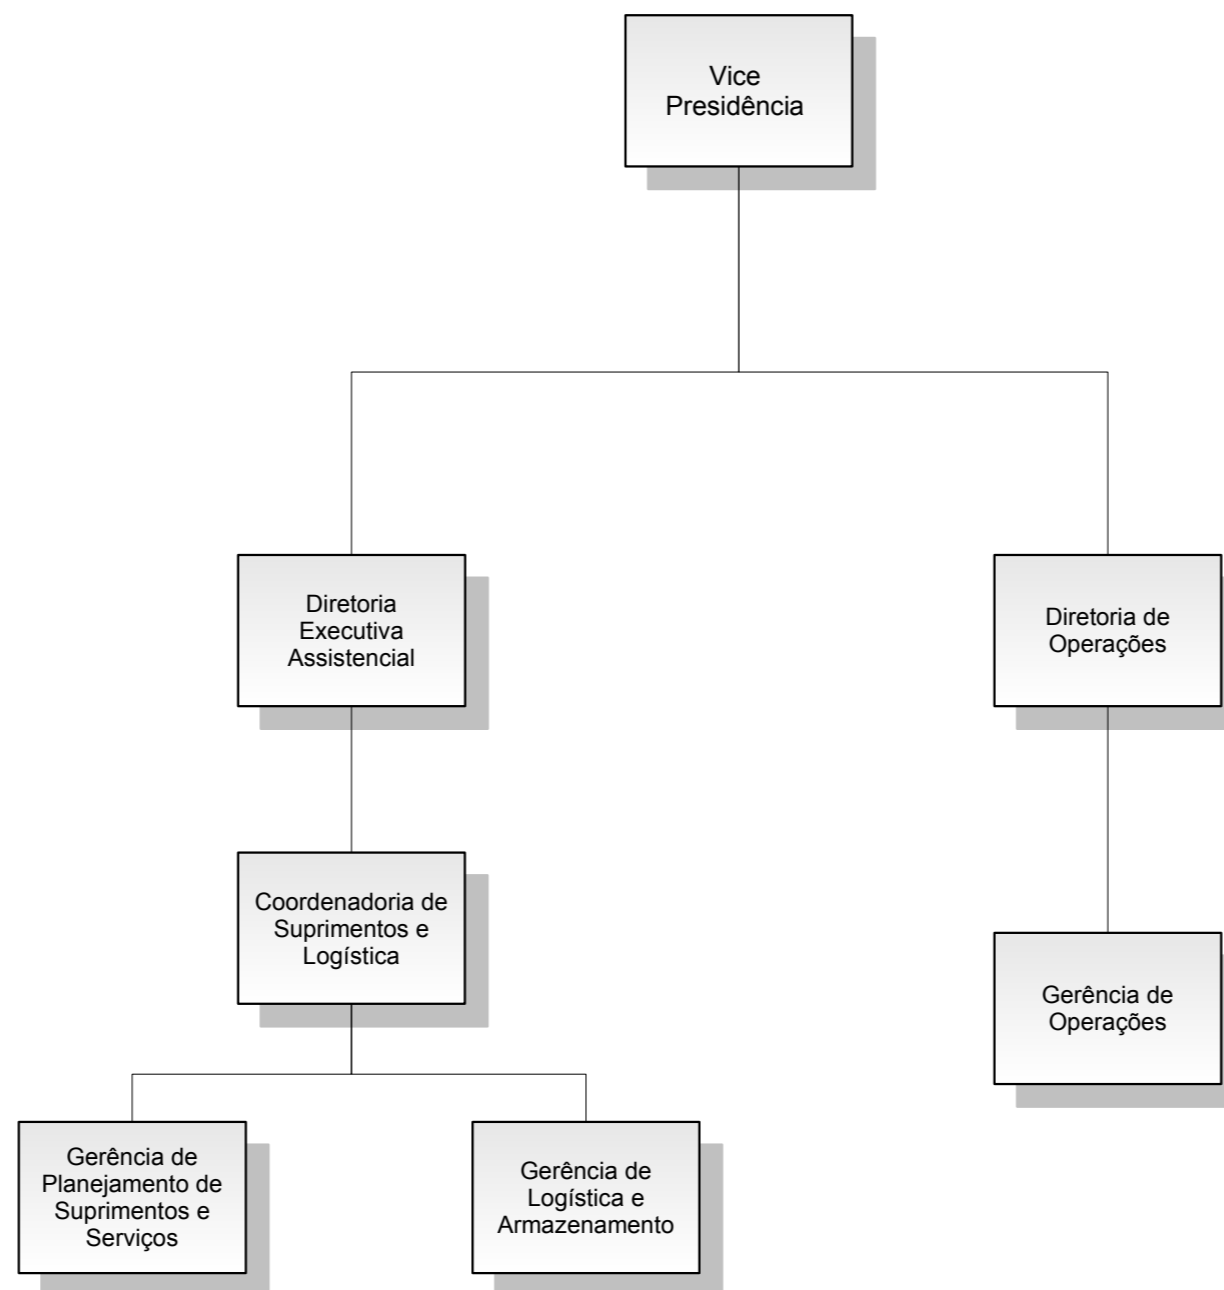 Vice
Presidência
Diretoria
Executiva
Assistencial
Diretoria de
Operações
Coordenadoria de
Suprimentos e
Logística
Gerência de
Operações
Gerência de
Planejamento de
Suprimentos e
Serviços
Gerência de
Logística e
Armazenamento